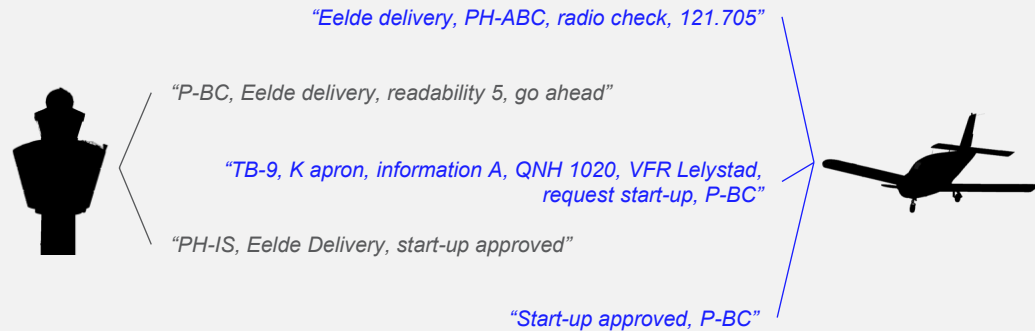 “Eelde delivery, PH-ABC, radio check, 121.705”
“P-BC, Eelde delivery, readability 5, go ahead”
“TB-9, K apron, information A, QNH 1020, VFR Lelystad,
request start-up, P-BC”
“PH-IS, Eelde Delivery, start-up approved”
“Start-up approved, P-BC”